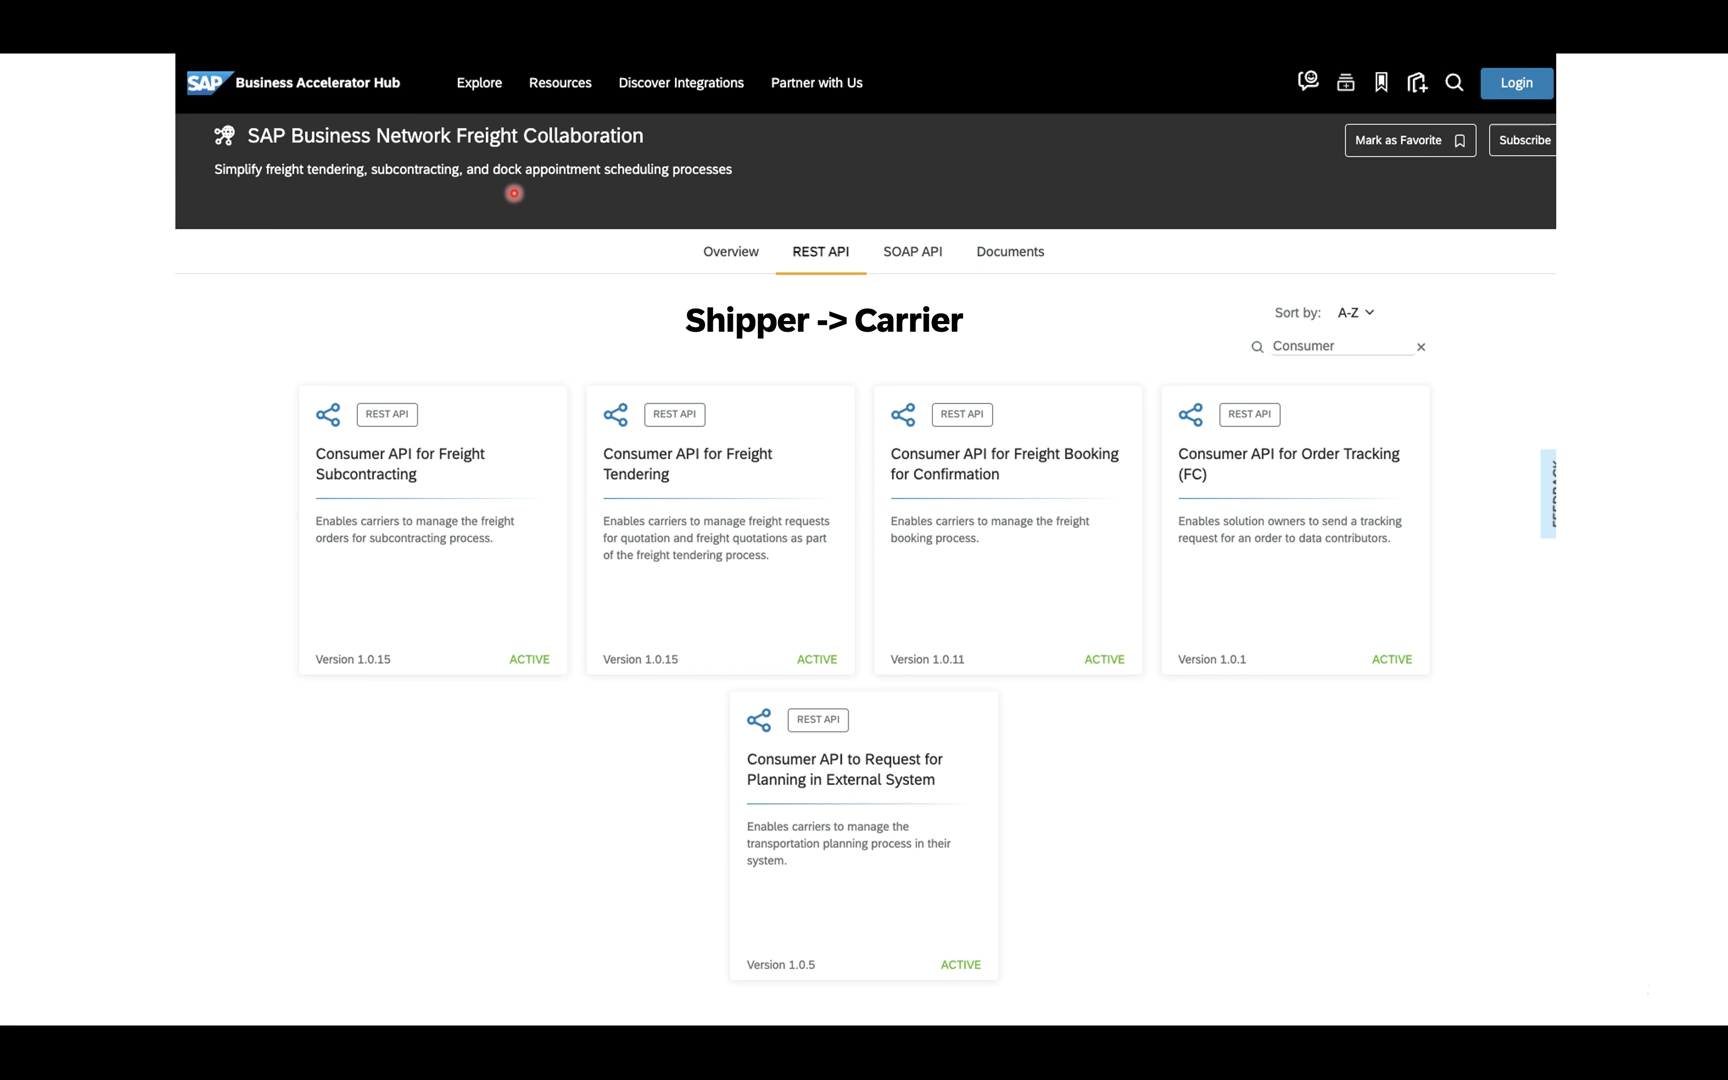 SAP Business Accelerator Hub Explore Resources Discover Integrations Partner with Us Login
SAP Business Network Freight Collaboration
Mark as Favorite Subscribe
Simplify freight tendering, subcontracting, and dock appointment scheduling processes
Overview REST API SOAP API Documents
Shipper -> Carrier
Sort by: A-Z
Consumer
REST API
Consumer API for Freight
Subcontracting
Enables carriers to manage the freight
orders for subcontracting process.
Version 1.0.15 ACTIVE
REST API
Consumer API for Freight
Tendering
Enables carriers to manage freight requests
for quotation and freight quotations as part
of the freight tendering process.
Version 1.0.15 ACTIVE
REST API
Consumer API for Freight Booking
for Confirmation
Enables carriers to manage the freight
booking process.
Version 1.0.11 ACTIVE
REST API
Consumer API for Order Tracking
(FC)
Enables solution owners to send a tracking
request for an order to data contributors.
Version 1.0.1 ACTIVE
FEEDBACK
REST API
Consumer API to Request for
Planning in External System
Enables carriers to manage the
transportation planning process in their
system.
Version 1.0.5 ACTIVE